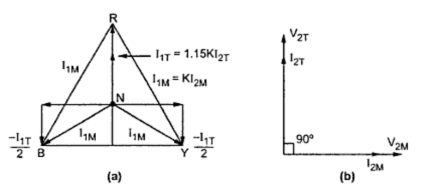 R
I1T = 1.15KI2T
I1M
I1M = KI2M
N
-I1T/2
I1M
I1M
-I1T/2
B
Y
(a)
V2T
I2T
90°
V2M
I2M
(b)